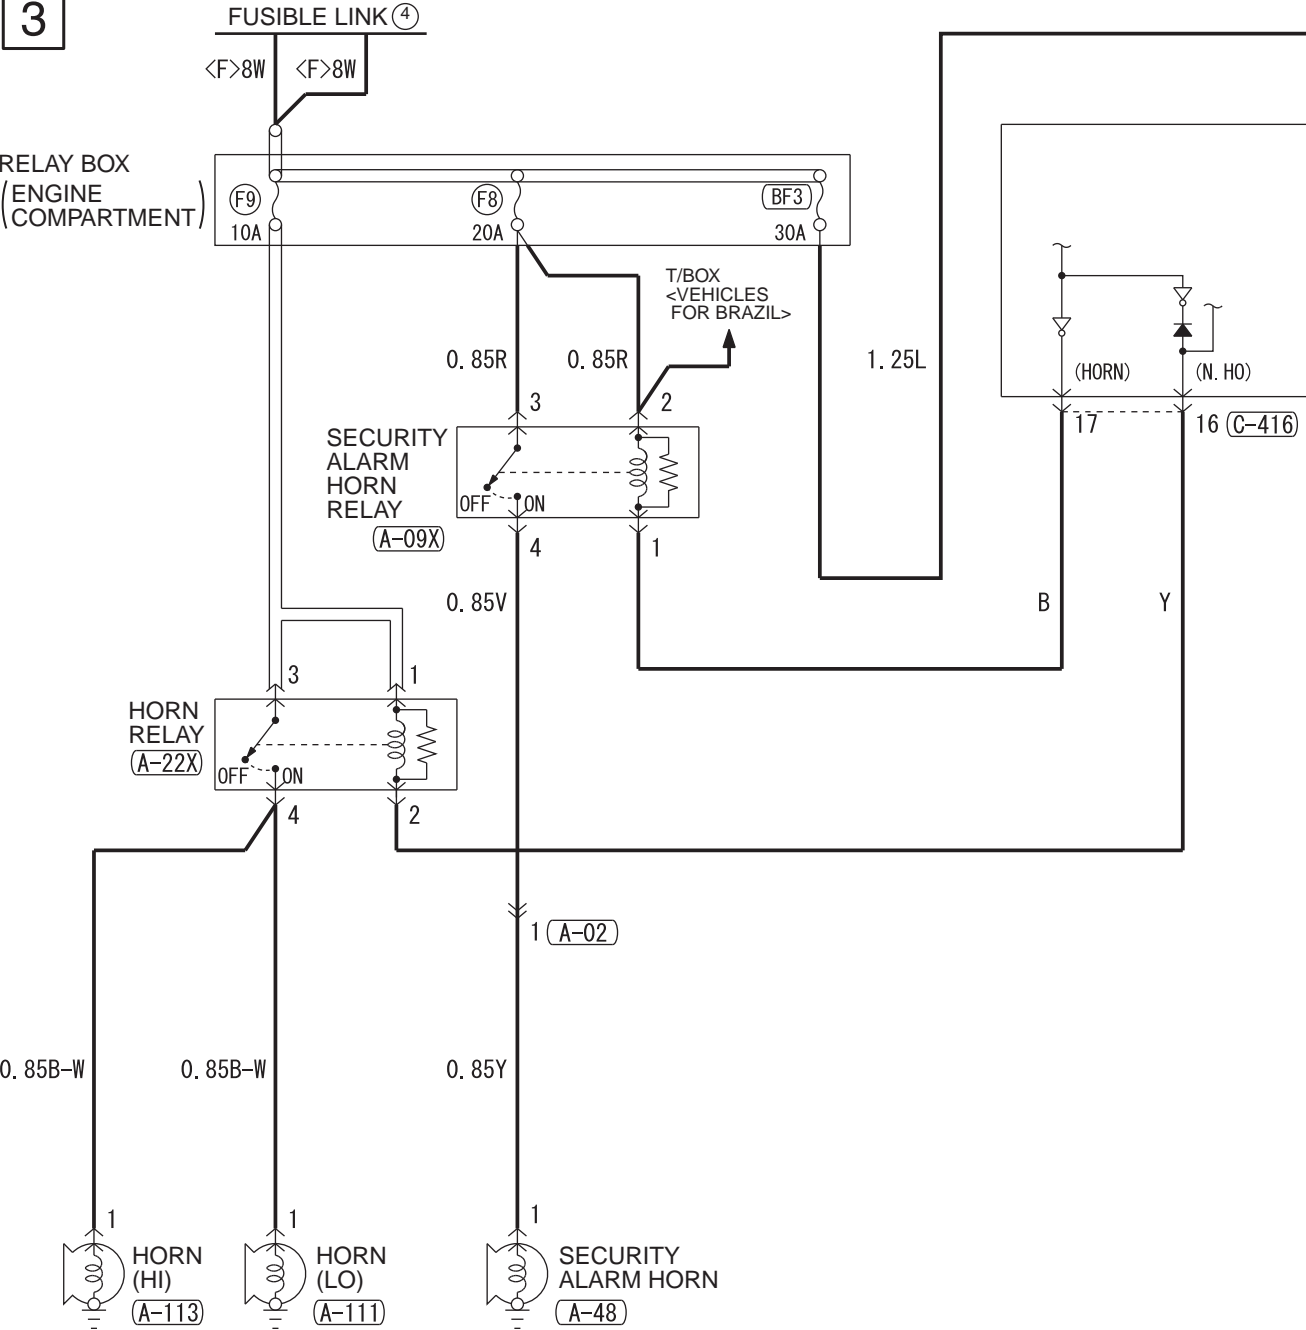 3
FUSIBLE LINK 4
<F>8W <F>8W
RELAY BOX
(ENGINE
COMPARTMENT)
F9
10A
F8
20A
BF3
30A
T/BOX
<VEHICLES
FOR BRAZIL>
0.85R 0.85R 1.25L
(HORN) (N.HO)
17 16 C-416
3 2
SECURITY
ALARM
HORN
RELAY
A-09X
OFF ON
4 1
0.85V B Y
3 1
HORN
RELAY
A-22X
OFF ON
4 2
1 A-02
0.85B-W 0.85B-W 0.85Y
1 1 1
HORN
(HI)
A-113
HORN
(LO)
A-111
SECURITY
ALARM HORN
A-48